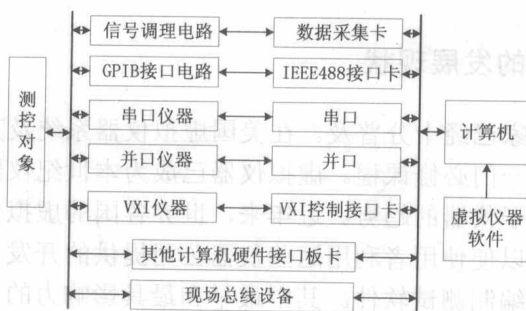 信号调理电路 数据采集卡
GPIB接口电路 IEEE488接口卡
测控对象
串口仪器 串口
计算机
并口仪器 并口
VXI仪器 VXI控制接口卡
虚拟仪器软件
其他计算机硬件接口板卡
现场总线设备